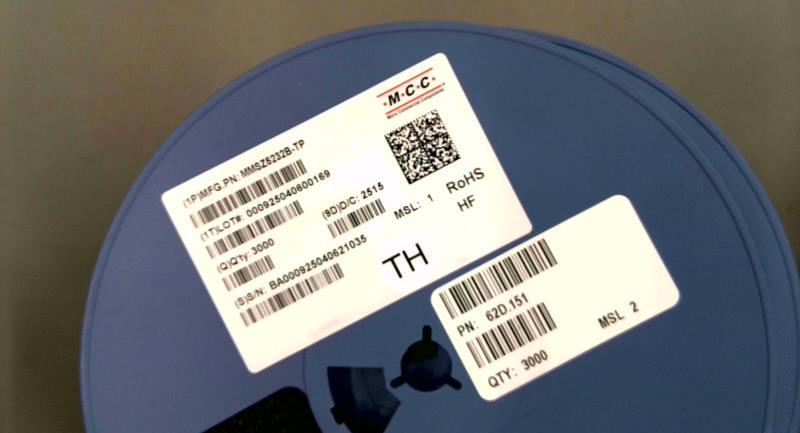 ·M·C·C·
Micro Commercial Components
(1P)MFG.PN: MMSZ5232B-TP
(1T)LOT#: 000925040600169
(Q)Q'ty: 3000
(9D)D/C: 2515
MSL: 1
RoHS
HF
(S)S/N: BA000925040621035
TH
PN: 62D.151
QTY: 3000
MSL 2